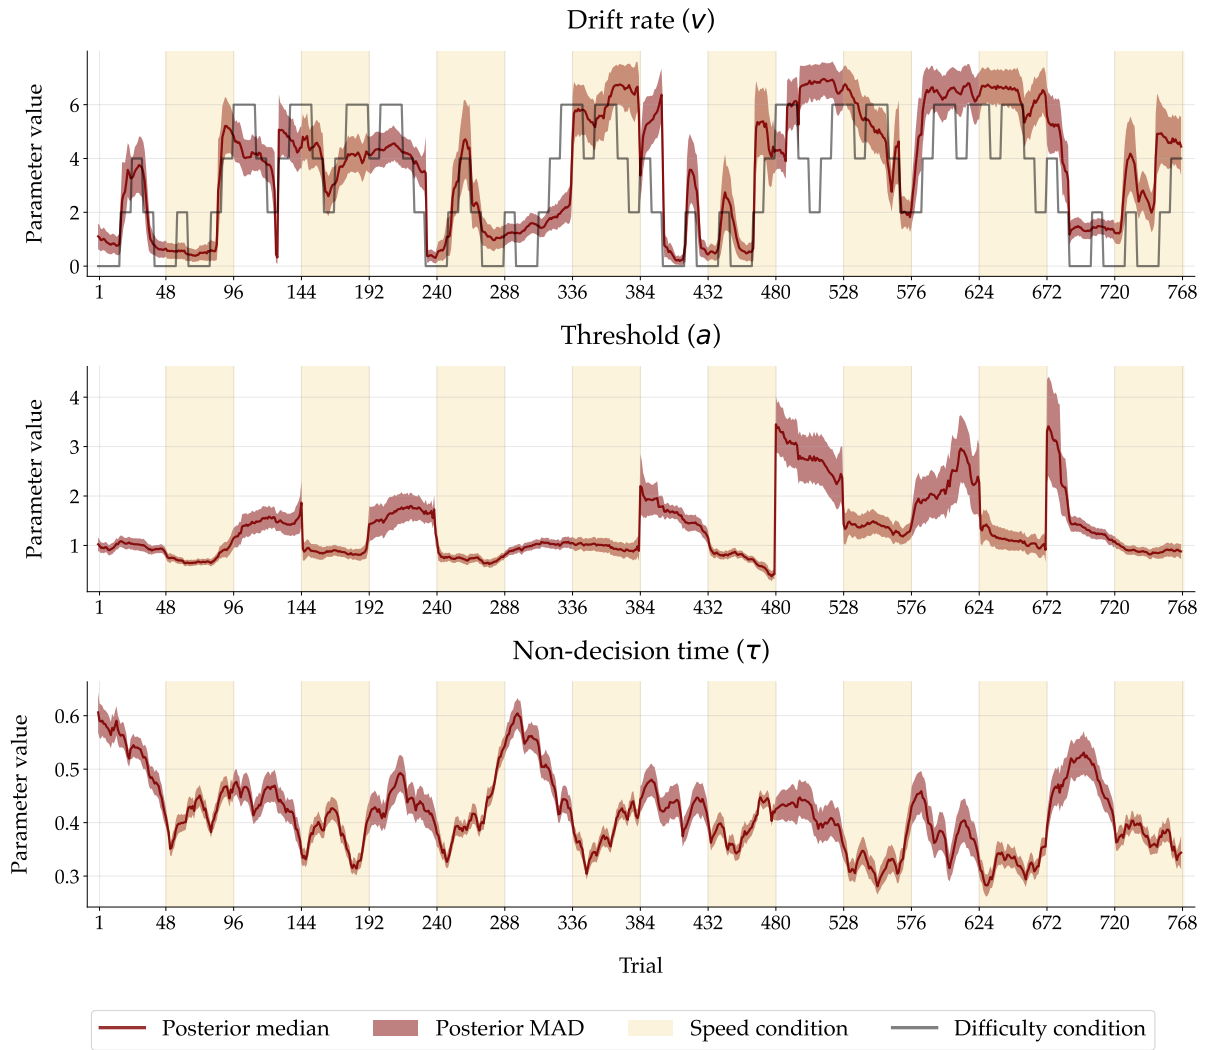 Drift rate (v)
Parameter value
6
4
2
0
1 48 96 144 192 240 288 336 384 432 480 528 576 624 672 720 768
Threshold (a)
Parameter value
4
3
2
1
1 48 96 144 192 240 288 336 384 432 480 528 576 624 672 720 768
Non-decision time (τ)
Parameter value
0.6
0.5
0.4
0.3
1 48 96 144 192 240 288 336 384 432 480 528 576 624 672 720 768
Trial
Posterior median Posterior MAD Speed condition Difficulty condition